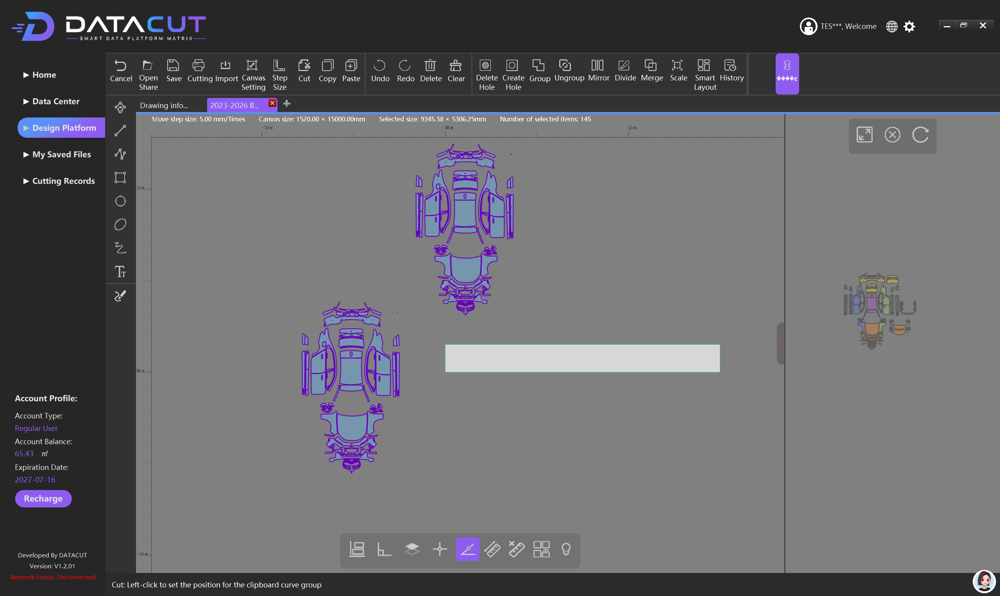 DATACUT
SMART DATA PLATFORM MATRIX
TES***, Welcome
Home
Data Center
Design Platform
My Saved Files
Cutting Records
Cancel
Open Share
Save
Cutting
Import
Canvas Setting
Step Size
Cut
Copy
Paste
Undo
Redo
Delete
Clear
Delete Hole
Create Hole
Group
Ungroup
Mirror
Divide
Merge
Scale
Smart Layout
History
����c
Drawing info...
2023-2026 B...
Move step size: 5.00 mm/Times
Canvas size: 1520.00 × 15000.00mm
Selected size: 9345.38 × 5306.25mm
Number of selected items: 145
-1km
0km
1km
1km
0km
-1km
Account Profile:
Account Type:
Regular User
Account Balance:
65.43 ㎡
Expiration Date:
2027-07-16
Recharge
Developed By DATACUT
Version: V1.2.01
Network Status: Disconnected
Cut: Left-click to set the position for the clipboard curve group